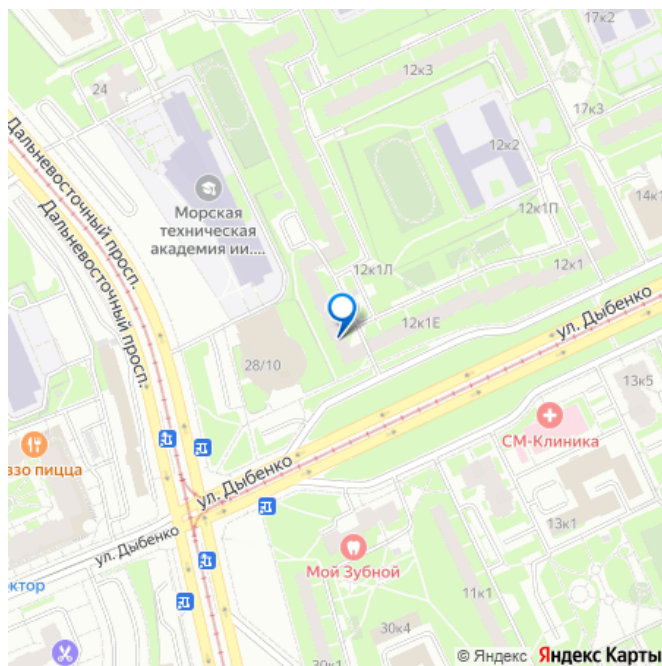 17к2
12к3
24
17к3
Дальневосточный просп.
Дальневосточный просп.
12к2
Морская
техническая
академия ии....
14к1
12к1П
12к1Л
12к1
12к1Е
ул. Дыбенко
28/10
13к5
СМ-Клиника
ззо пицца
ул. Дыбенко
13к1
ул. Дыбенко
Мой Зубной
октор
11к1
30к4
© Яндекс Яндекс Карты